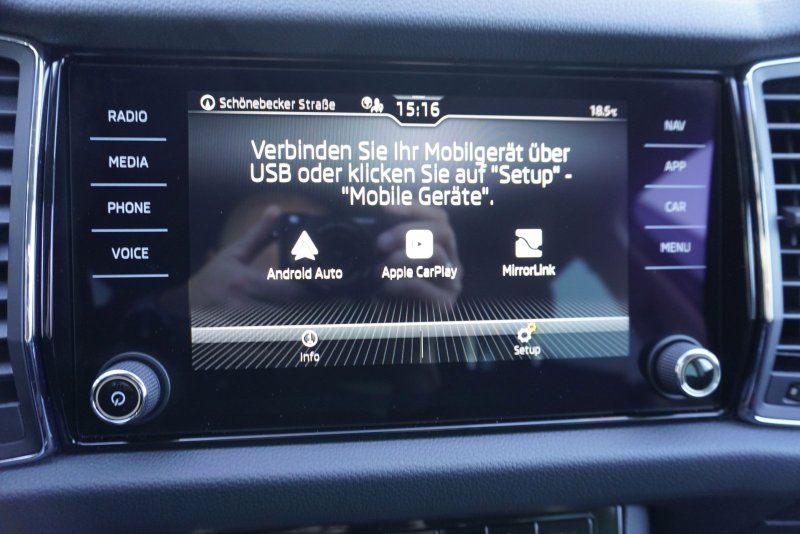 Schönebecker Straße 15:16 18.5°C
RADIO
MEDIA
PHONE
VOICE
Verbinden Sie Ihr Mobilgerät über
USB oder klicken Sie auf "Setup" -
"Mobile Geräte".
Android Auto Apple CarPlay MirrorLink
Info Setup
NAV
APP
CAR
MENU